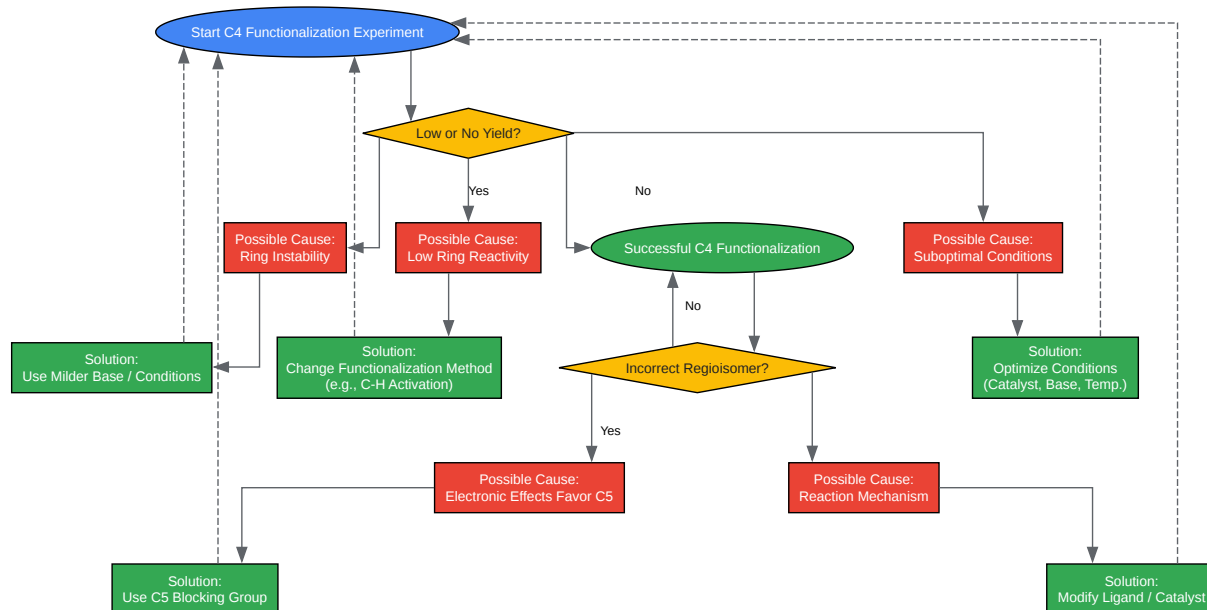 Start C4 Functionalization Experiment
Low or No Yield?
Yes
No
Possible Cause:
Ring Instability
Possible Cause:
Low Ring Reactivity
Successful C4 Functionalization
Possible Cause:
Suboptimal Conditions
No
Solution:
Use Milder Base / Conditions
Solution:
Change Functionalization Method
(e.g., C-H Activation)
Incorrect Regioisomer?
Solution:
Optimize Conditions
(Catalyst, Base, Temp.)
Yes
Possible Cause:
Electronic Effects Favor C5
Possible Cause:
Reaction Mechanism
Solution:
Use C5 Blocking Group
Solution:
Modify Ligand / Catalyst